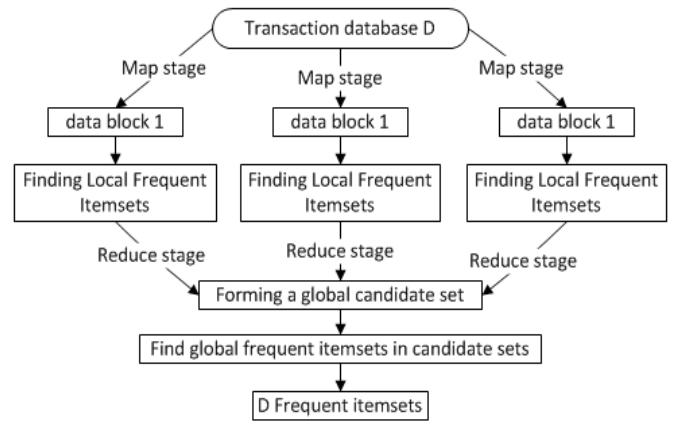 Transaction database D
Map stage
Map stage
Map stage
data block 1
data block 1
data block 1
Finding Local Frequent
Itemsets
Finding Local Frequent
Itemsets
Finding Local Frequent
Itemsets
Reduce stage
Reduce stage
Reduce stage
Forming a global candidate set
Find global frequent itemsets in candidate sets
D Frequent itemsets